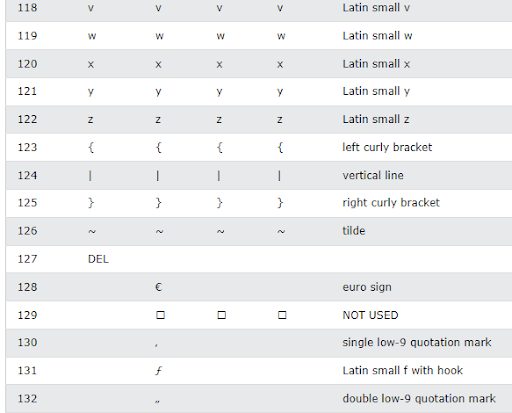 118 v v v v Latin small v
119 w w w w Latin small w
120 x x x x Latin small x
121 y y y y Latin small y
122 z z z z Latin small z
123 { { { { left curly bracket
124 | | | | vertical line
125 } } } } right curly bracket
126 ~ ~ ~ ~ tilde
127 DEL
128 € euro sign
129 □ □ □ NOT USED
130 ‚ single low-9 quotation mark
131 ƒ Latin small f with hook
132 „ double low-9 quotation mark